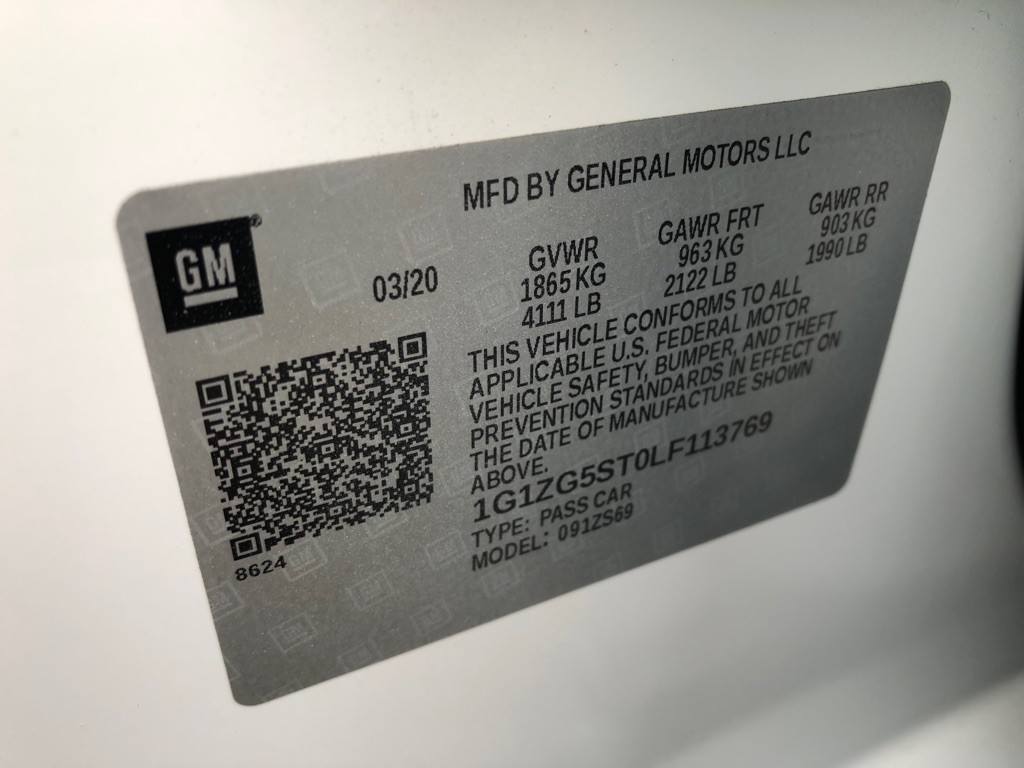 MFD BY GENERAL MOTORS LLC
GM®
03/20
GVWR
1865 KG
4111 LB
GAWR FRT
963 KG
2122 LB
GAWR RR
903 KG
1990 LB
THIS VEHICLE CONFORMS TO ALL
APPLICABLE U.S. FEDERAL MOTOR
VEHICLE SAFETY, BUMPER, AND THEFT
PREVENTION STANDARDS IN EFFECT ON
THE DATE OF MANUFACTURE SHOWN
ABOVE.
1G1ZG5ST0LF113769
TYPE: PASS CAR
MODEL: 091ZS69
8624